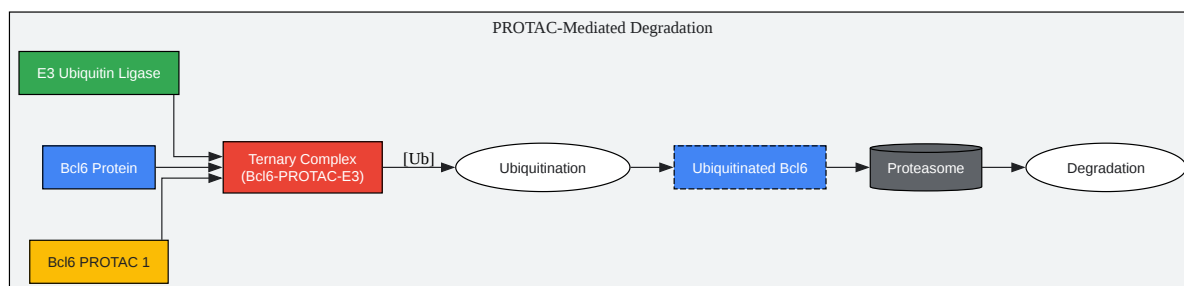 PROTAC-Mediated Degradation
E3 Ubiquitin Ligase
Bcl6 Protein
Bcl6 PROTAC 1
Ternary Complex
(Bcl6-PROTAC-E3)
[Ub]
Ubiquitination
Ubiquitinated Bcl6
Proteasome
Degradation